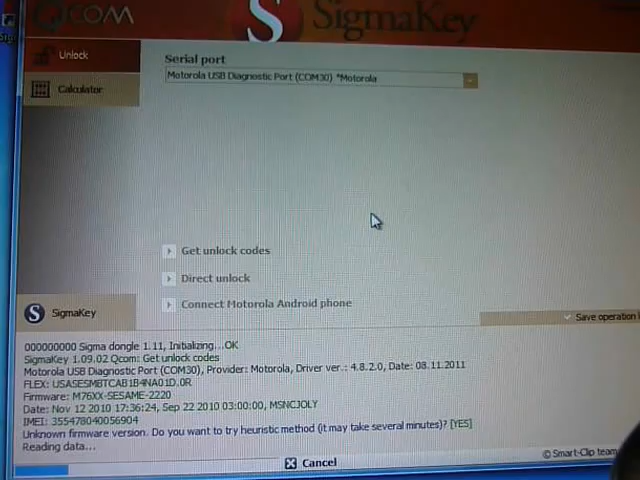 QCOM
SigmaKey
Unlock
Serial port
Motorola USB Diagnostic Port (COM30) *Motorola
Calculator
Get unlock codes
Direct unlock
Connect Motorola Android phone
SigmaKey
Save operation
000000000 Sigma dongle 1.11, Initializing...OK
SigmaKey 1.09.02 Qcom: Get unlock codes
Motorola USB Diagnostic Port (COM30), Provider: Motorola, Driver ver.: 4.8.2.0, Date: 08.11.2011
FLEX: USASESMBTCAB1B4NA01D.0R
Firmware: M76XX-SESAME-2220
Date: Nov 12 2010 17:36:24, Sep 22 2010 03:00:00, MSNCJOLY
IMEI: 355478040056904
Unknown firmware version. Do you want to try heuristic method (it may take several minutes)? [YES]
Reading data...
Cancel
© Smart-Clip team